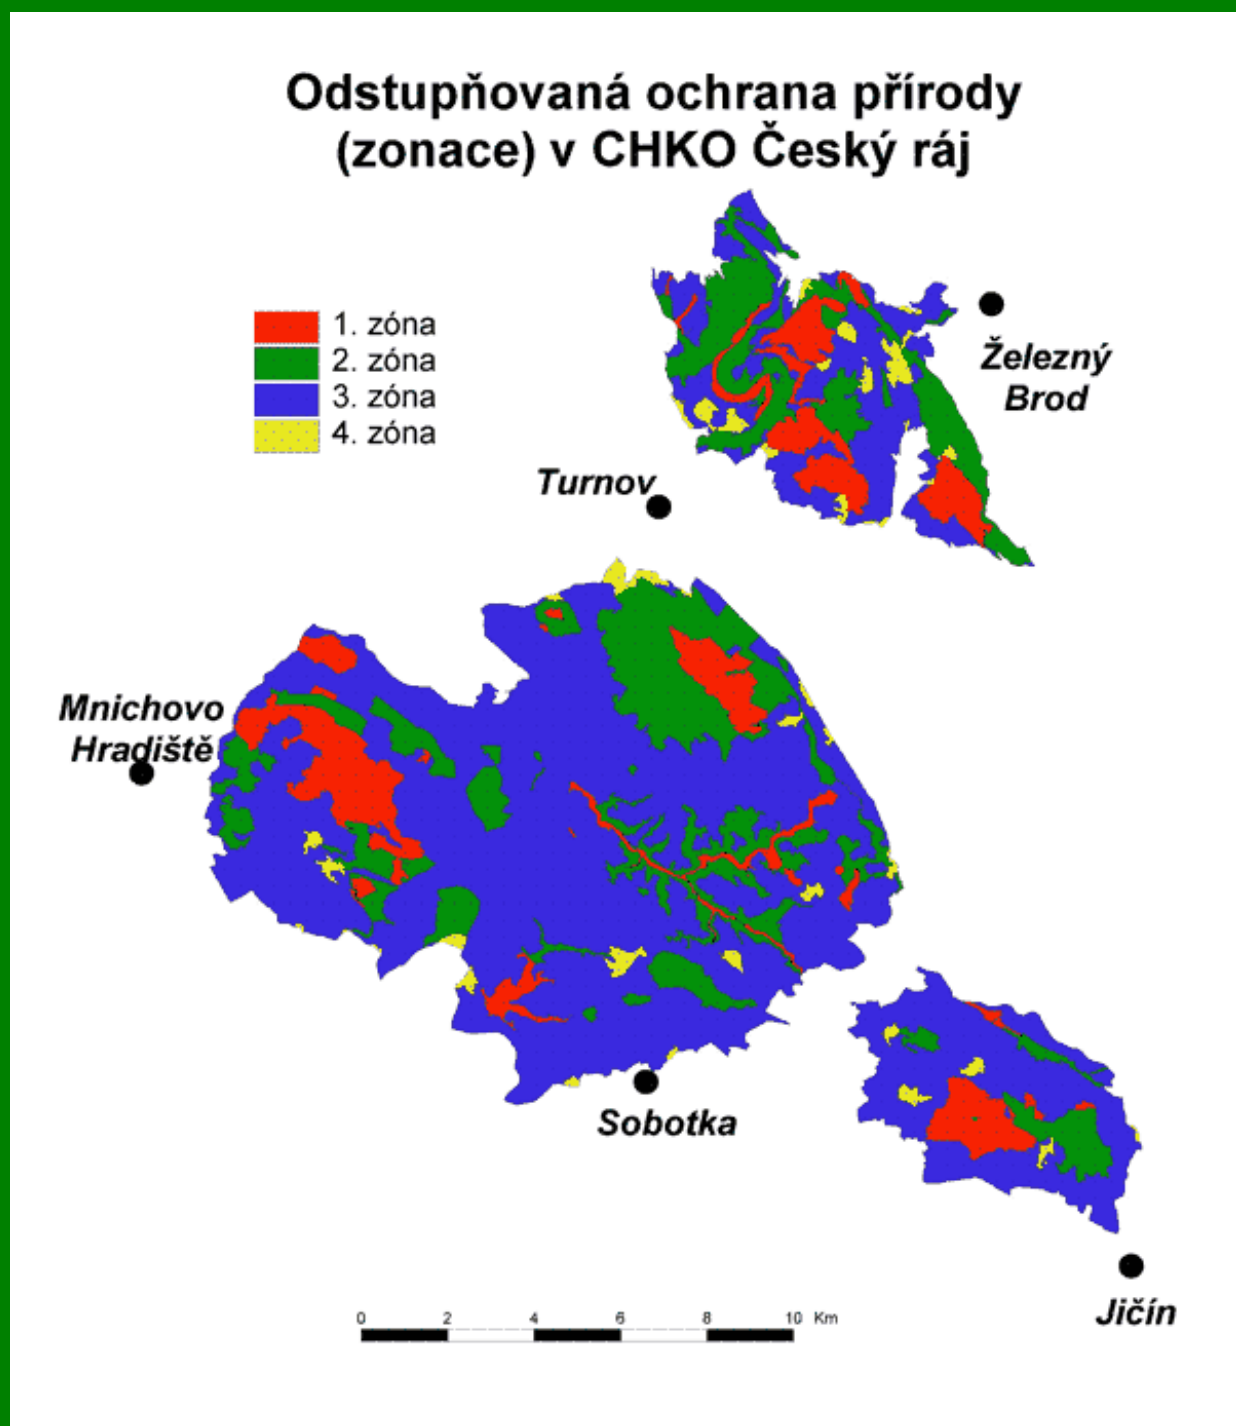 Odstupňovaná ochrana přírody
(zonace) v CHKO Český ráj
1. zóna
2. zóna
3. zóna
4. zóna
Železný
Brod
Turnov
Mnichovo
Hradiště
Sobotka
Jičín
0 2 4 6 8 10 Km